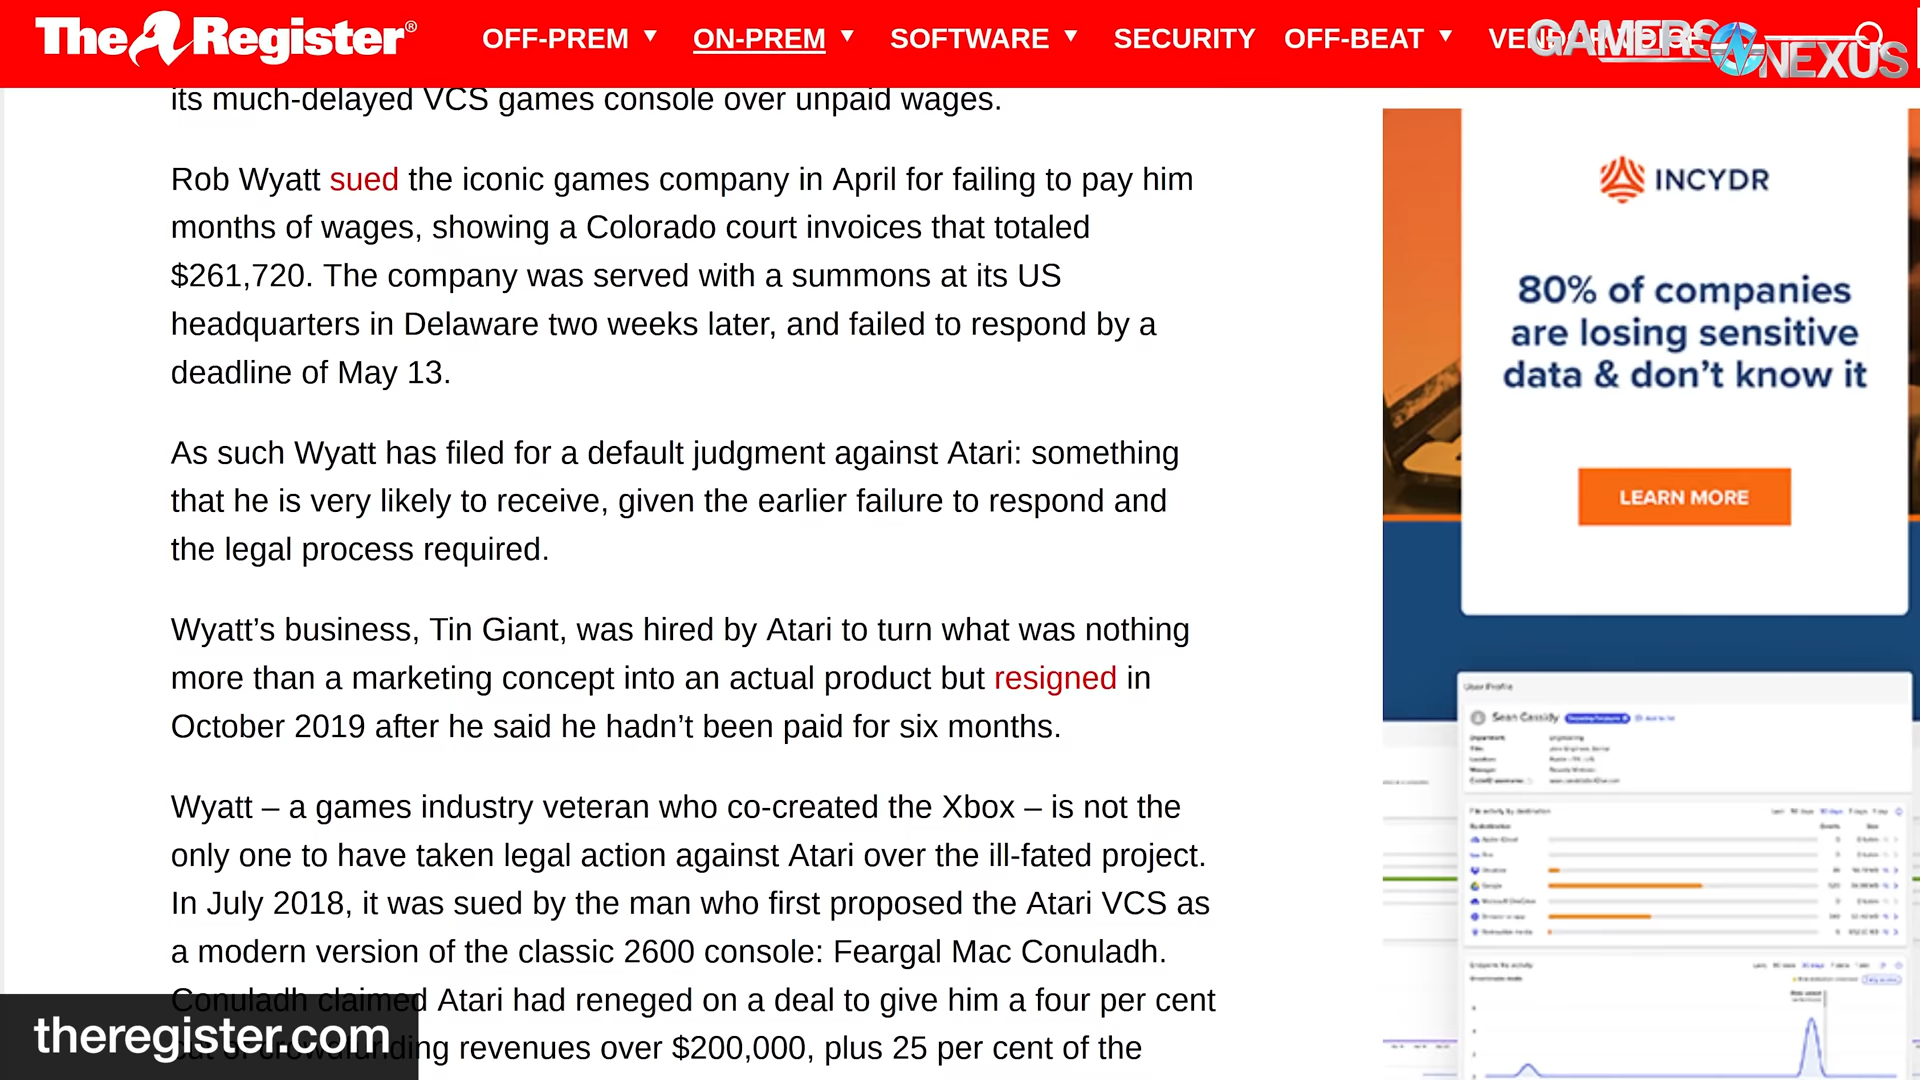 The Register®
OFF-PREM ▼ ON-PREM ▼ SOFTWARE ▼ SECURITY OFF-BEAT ▼
GAMERS NEXUS
its much-delayed VCS games console over unpaid wages.
Rob Wyatt sued the iconic games company in April for failing to pay him
months of wages, showing a Colorado court invoices that totaled
$261,720. The company was served with a summons at its US
headquarters in Delaware two weeks later, and failed to respond by a
deadline of May 13.
As such Wyatt has filed for a default judgment against Atari: something
that he is very likely to receive, given the earlier failure to respond and
the legal process required.
Wyatt’s business, Tin Giant, was hired by Atari to turn what was nothing
more than a marketing concept into an actual product but resigned in
October 2019 after he said he hadn’t been paid for six months.
Wyatt – a games industry veteran who co-created the Xbox – is not the
only one to have taken legal action against Atari over the ill-fated project.
In July 2018, it was sued by the man who first proposed the Atari VCS as
a modern version of the classic 2600 console: Feargal Mac Conuladh.
Conuladh claimed Atari had reneged on a deal to give him a four per cent
cut of crowdfunding revenues over $200,000, plus 25 per cent of the
theregister.com
INCYDR
80% of companies
are losing sensitive
data & don’t know it
LEARN MORE
User Profile
Sean Cassidy